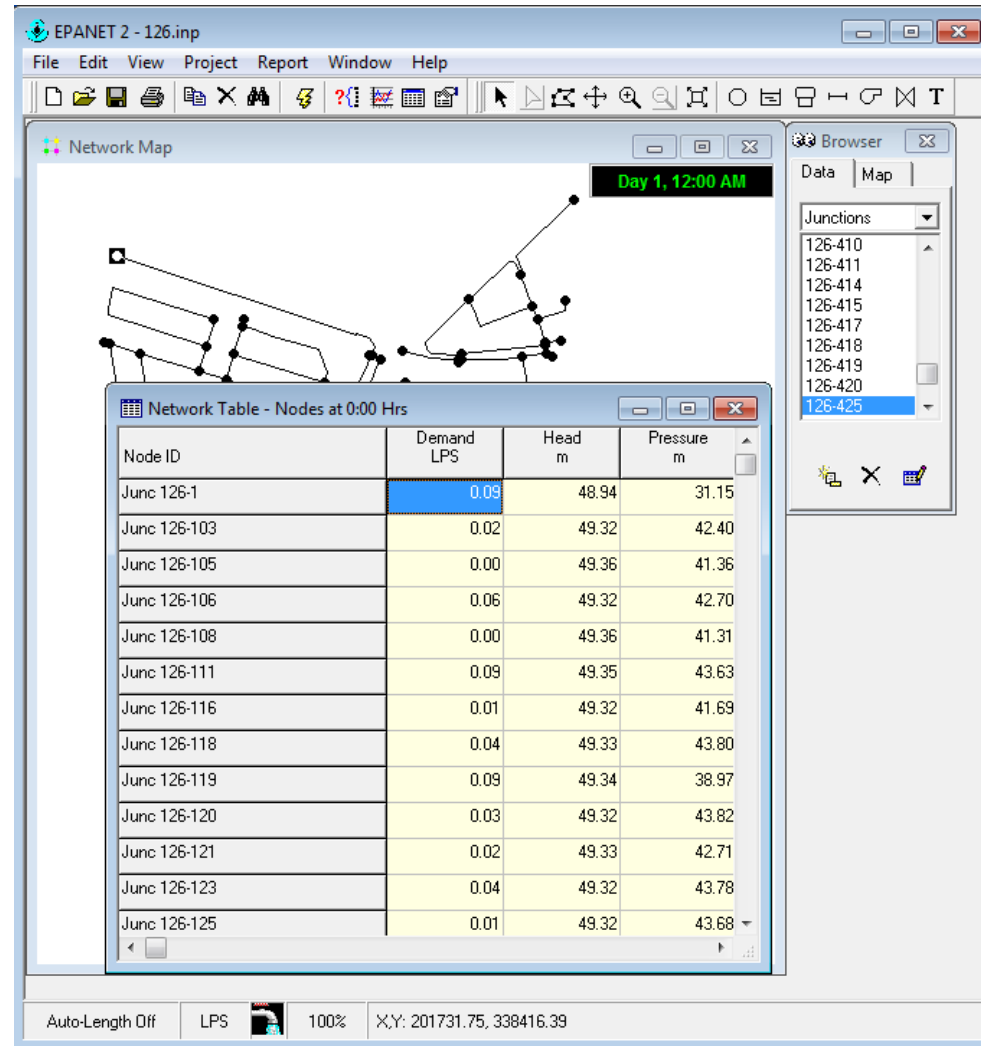 EPANET 2 - 126.inp
File Edit View Project Report Window Help
?{} T
Network Map
Day 1, 12:00 AM
Browser
Data Map
Junctions
126-410
126-411
126-414
126-415
126-417
126-418
126-419
126-420
126-425
Network Table - Nodes at 0:00 Hrs
Node ID Demand LPS Head m Pressure m
Junc 126-1 0.09 48.94 31.15
Junc 126-103 0.02 49.32 42.40
Junc 126-105 0.00 49.36 41.36
Junc 126-106 0.06 49.32 42.70
Junc 126-108 0.00 49.36 41.31
Junc 126-111 0.09 49.35 43.63
Junc 126-116 0.01 49.32 41.69
Junc 126-118 0.04 49.33 43.80
Junc 126-119 0.09 49.34 38.97
Junc 126-120 0.03 49.32 43.82
Junc 126-121 0.02 49.33 42.71
Junc 126-123 0.04 49.32 43.78
Junc 126-125 0.01 49.32 43.68
Auto-Length Off LPS 100% X,Y: 201731.75, 338416.39